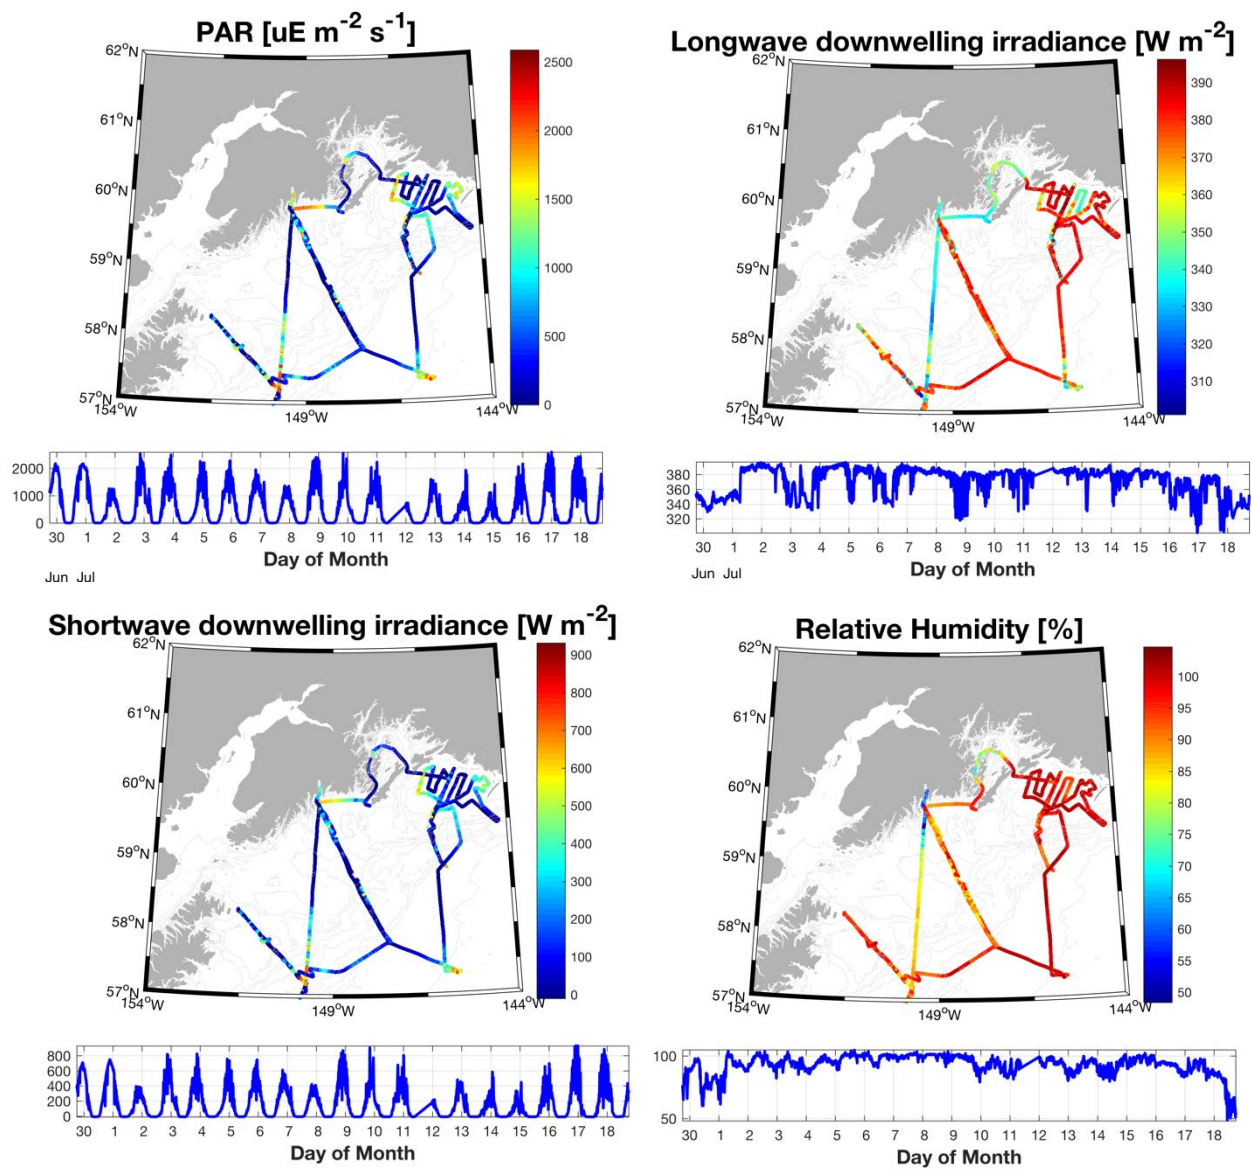 PAR [uE m⁻² s⁻¹]
62°N
61°N
60°N
59°N
58°N
57°N
154°W
149°W
144°W
2500
2000
1500
1000
500
0
2000
1000
0
30 1 2 3 4 5 6 7 8 9 10 11 12 13 14 15 16 17 18
Day of Month
Jun Jul
Longwave downwelling irradiance [W m⁻²]
62°N
61°N
60°N
59°N
58°N
57°N
154°W
149°W
144°W
390
380
370
360
350
340
330
320
310
380
360
340
320
30 1 2 3 4 5 6 7 8 9 10 11 12 13 14 15 16 17 18
Day of Month
Jun Jul
Shortwave downwelling irradiance [W m⁻²]
62°N
61°N
60°N
59°N
58°N
57°N
154°W
149°W
144°W
900
800
700
600
500
400
300
200
100
0
800
600
400
200
0
30 1 2 3 4 5 6 7 8 9 10 11 12 13 14 15 16 17 18
Day of Month
Relative Humidity [%]
62°N
61°N
60°N
59°N
58°N
57°N
154°W
149°W
144°W
100
95
90
85
80
75
70
65
60
55
50
100
50
30 1 2 3 4 5 6 7 8 9 10 11 12 13 14 15 16 17 18
Day of Month